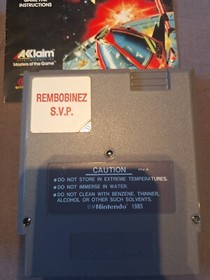 INSTRUCTIONS
AKlaim
Masters of the Game
REMBOBINEZ
S.V.P.
CAUTION
• DO NOT STORE IN EXTREME TEMPERATURES.
• DO NOT IMMERSE IN WATER.
• DO NOT CLEAN WITH BENZENE, THINNER,
ALCOHOL OR OTHER SUCH SOLVENTS.
©Nintendo 1985